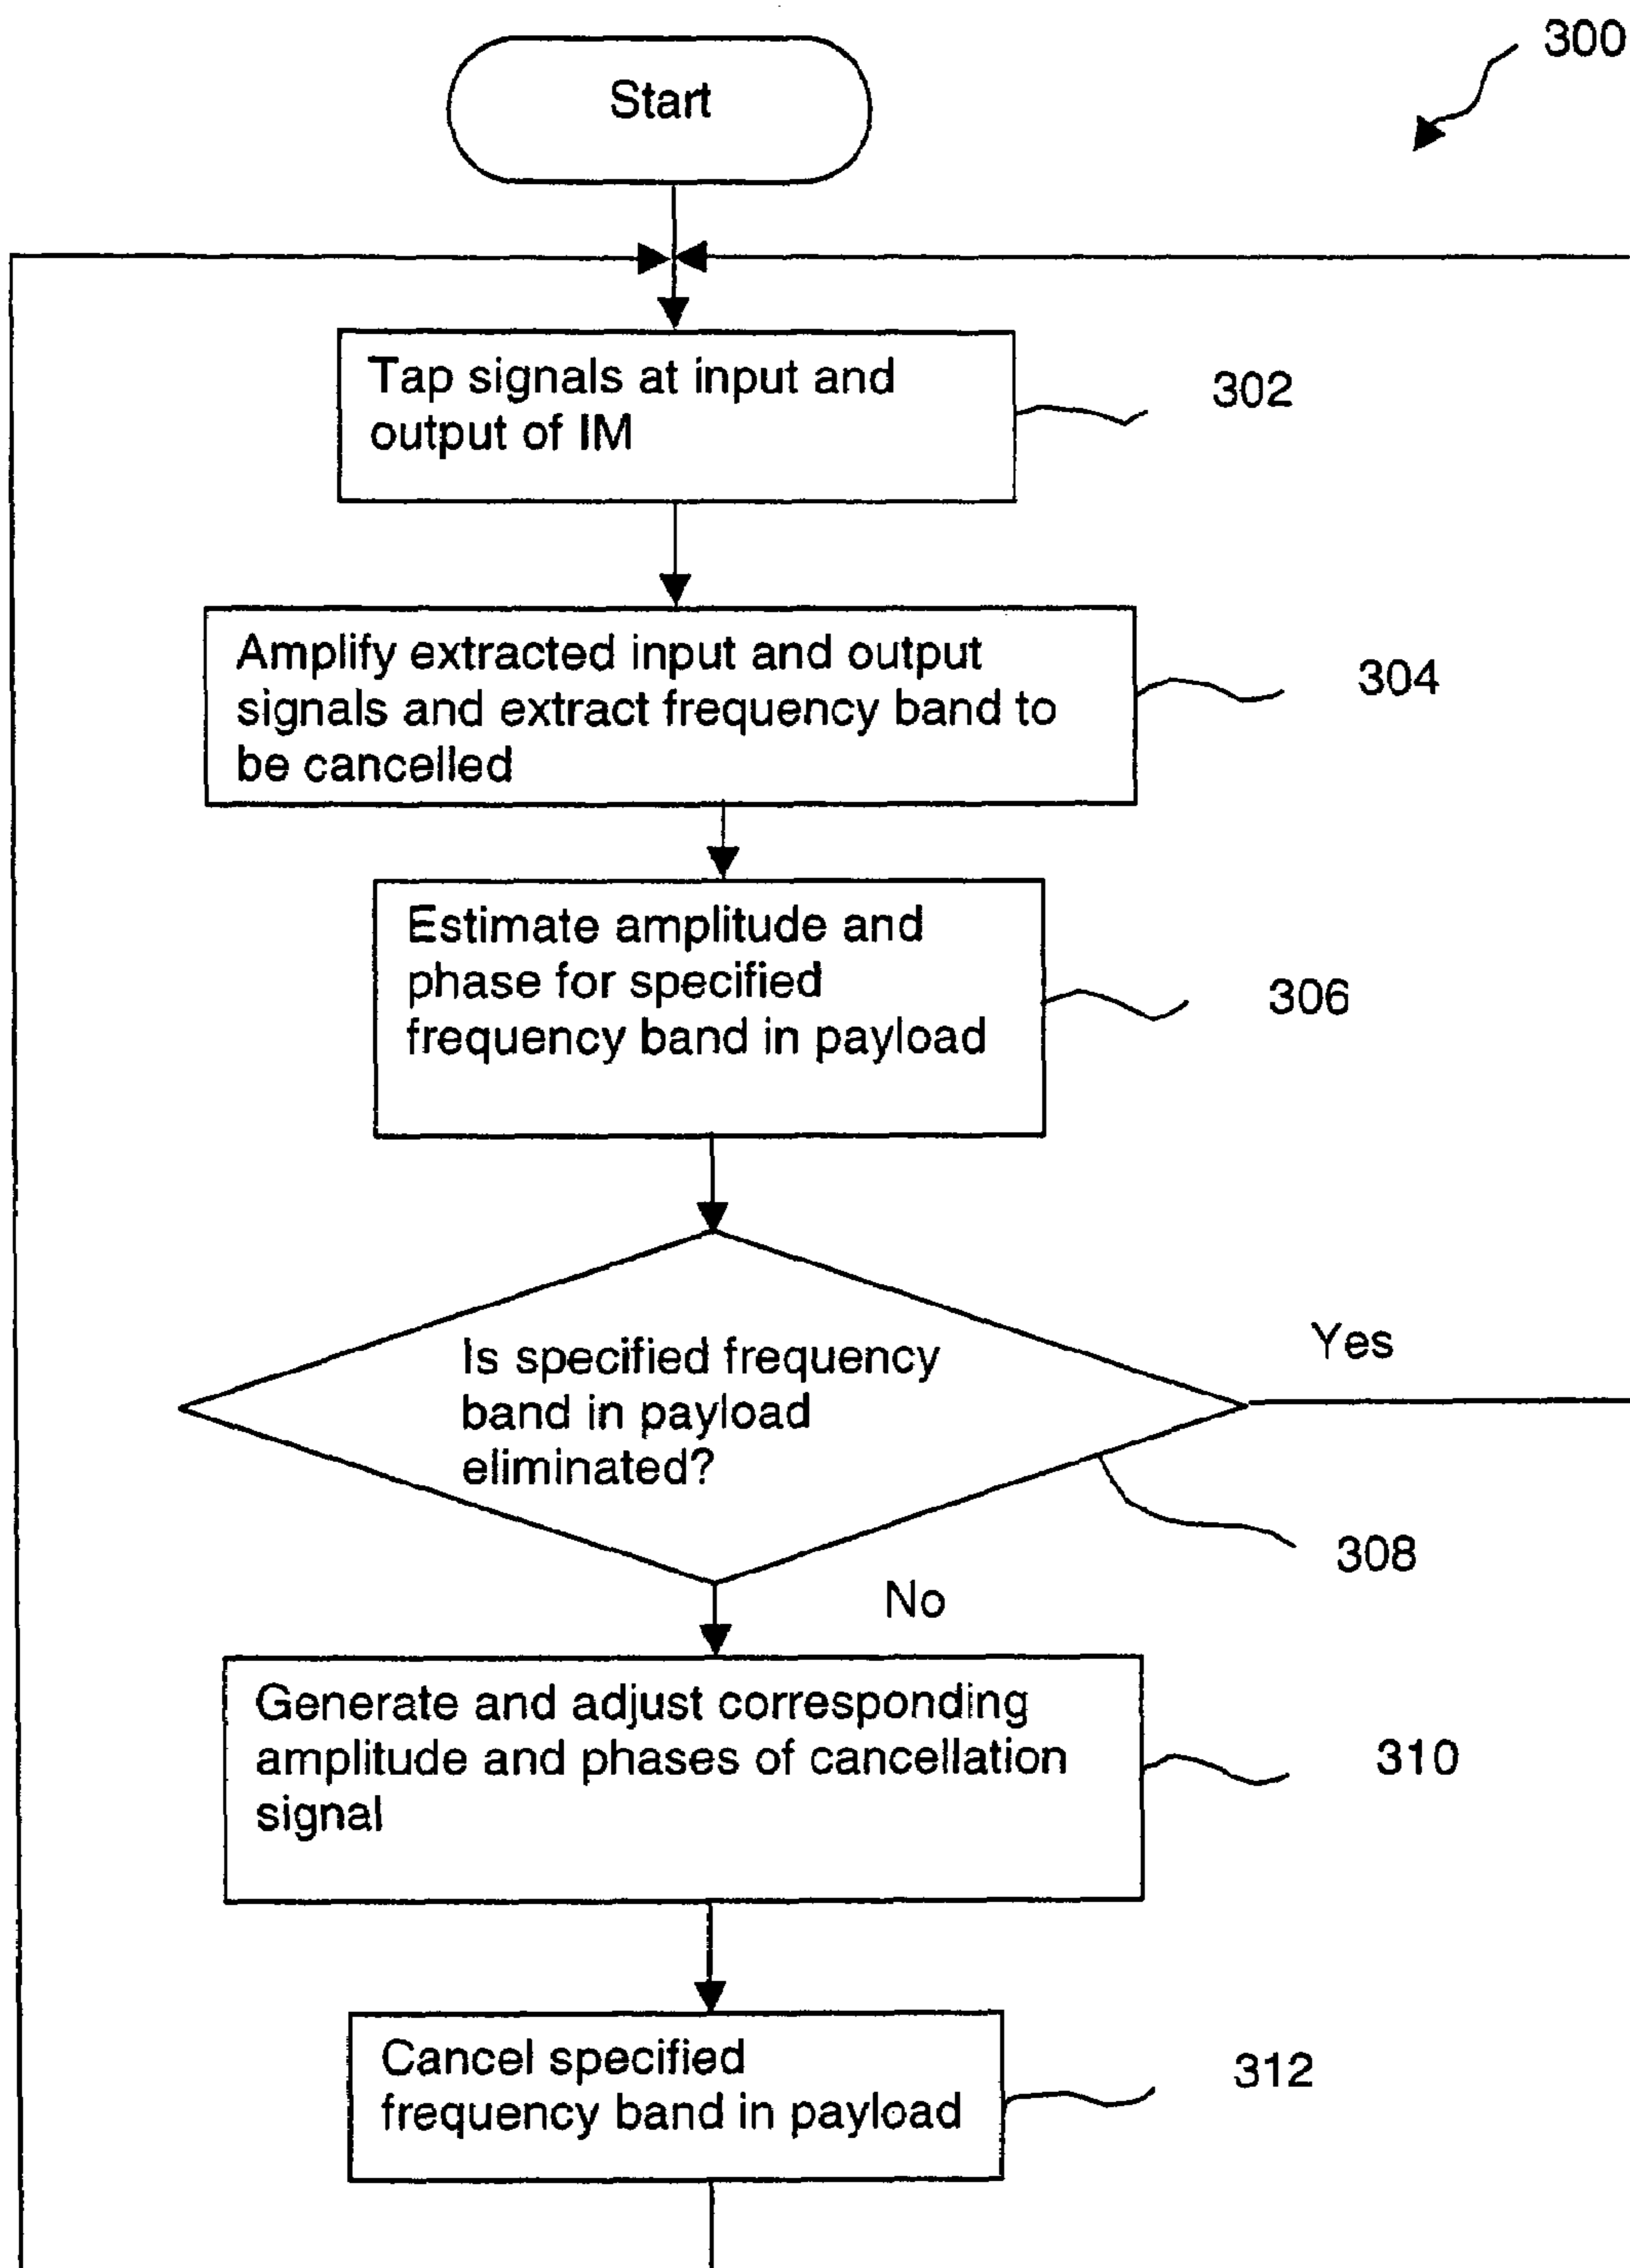 300
Start
Tap signals at input and
output of IM
302
Amplify extracted input and output
signals and extract frequency band to
be cancelled
304
Estimate amplitude and
phase for specified
frequency band in payload
306
Is specified frequency
band in payload
eliminated?
Yes
308
No
Generate and adjust corresponding
amplitude and phases of cancellation
signal
310
Cancel specified
frequency band in payload
312